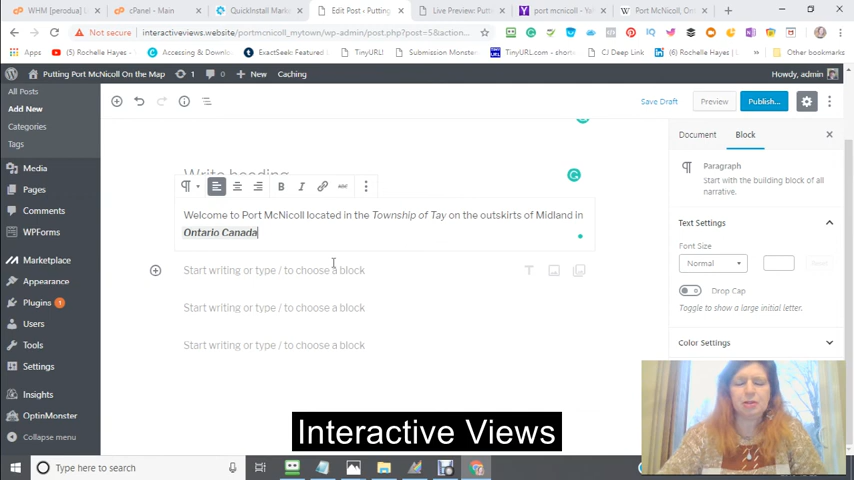 WHM [perodua] G
cPanel - Main
QuickInstall Market
Edit Post ‹ Putting
Live Preview: Putt
port mcnicoll - Yah
Port McNicoll, Ont
Not secure
interactiveviews.website/portmcnicoll_mytown/wp-admin/post.php?post=5&action
Apps
(5) Rochelle Hayes
Accessing & Downl
ExactSeek: Featured
TinyURL!
Submission Monster
TinyURL.com - short
CJ Deep Link
(5) Rochelle Hayes
Other bookmarks
Putting Port McNicoll On the Map
1
0
New
Caching
Howdy, admin
All Posts
Add New
Categories
Tags
Media
Pages
Comments
WPForms
Marketplace
Appearance
Plugins 1
Users
Tools
Settings
Insights
OptinMonster
Collapse menu
Save Draft
Preview
Publish...
Write heading
B I ABC
Welcome to Port McNicoll located in the Township of Tay on the outskirts of Midland in
Ontario Canada
Start writing or type / to choose a block
Start writing or type / to choose a block
Start writing or type / to choose a block
Document
Block
Paragraph
Start with the building block of all
narrative.
Text Settings
Font Size
Normal
Reset
Drop Cap
Toggle to show a large initial letter.
Color Settings
Interactive Views
Type here to search